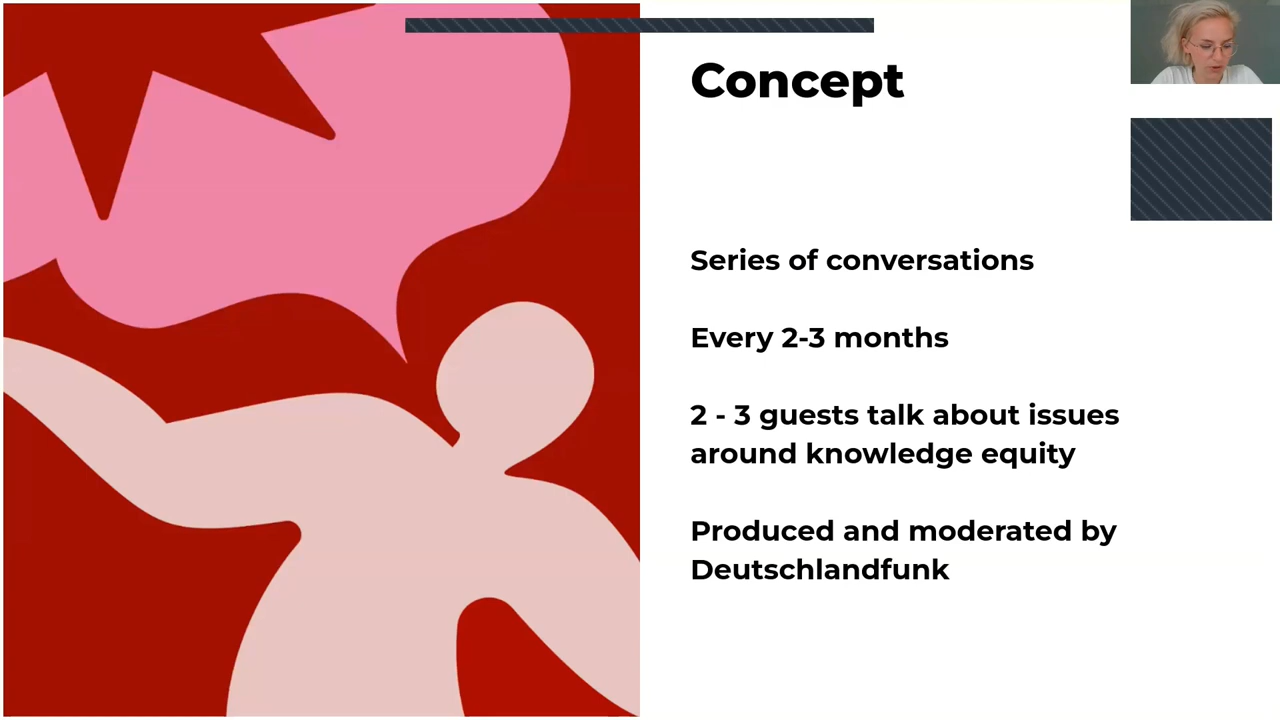 Concept
Series of conversations
Every 2-3 months
2 - 3 guests talk about issues
around knowledge equity
Produced and moderated by
Deutschlandfunk